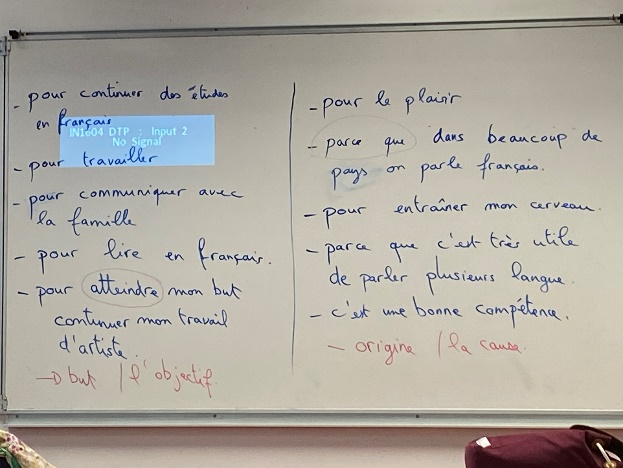 - pour continuer des études
en français
IN1604 DTP : Input 2
No Signal
- pour travailler
- pour communiquer avec
la famille
- pour lire en français.
- pour atteindre mon but
continuer mon travail
d'artiste.
→ but / l'objectif
- pour le plaisir
- parce que dans beaucoup de
pays on parle français.
- pour entraîner mon cerveau.
- parce que c'est très utile
de parler plusieurs langue.
- c'est une bonne compétence.
- origine / la cause.